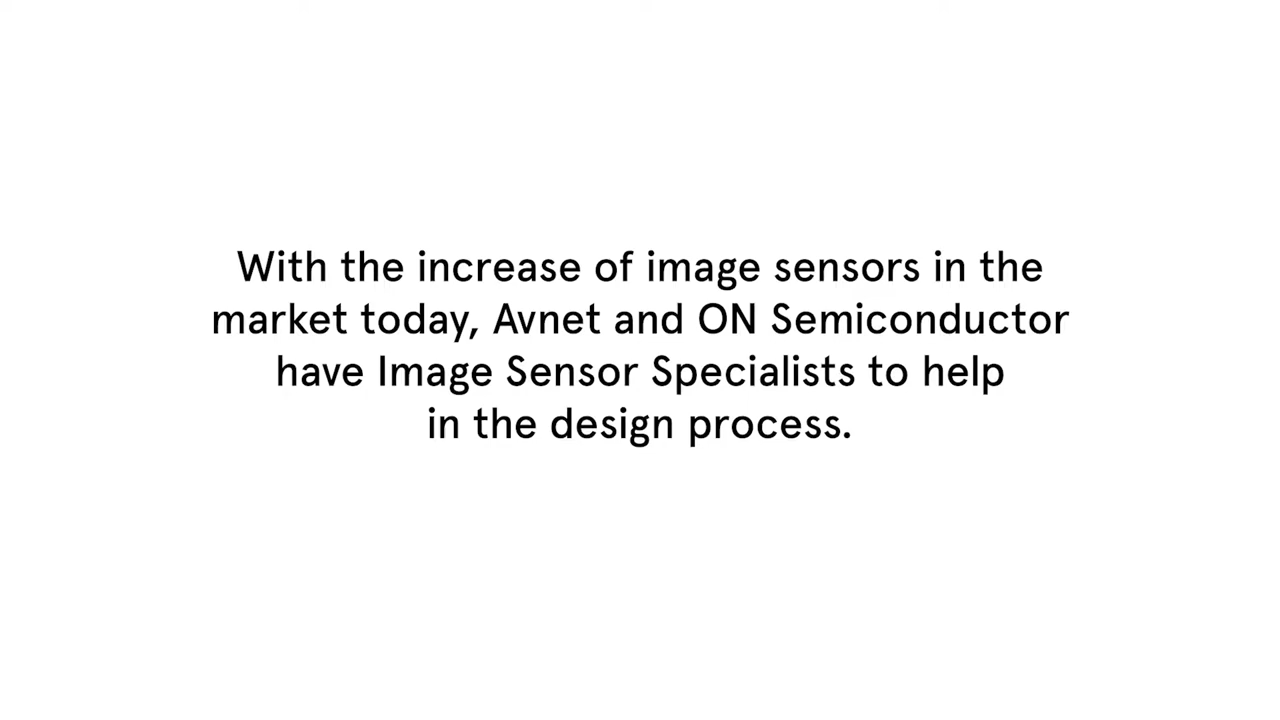 With the increase of image sensors in the
market today, Avnet and ON Semiconductor
have Image Sensor Specialists to help
in the design process.